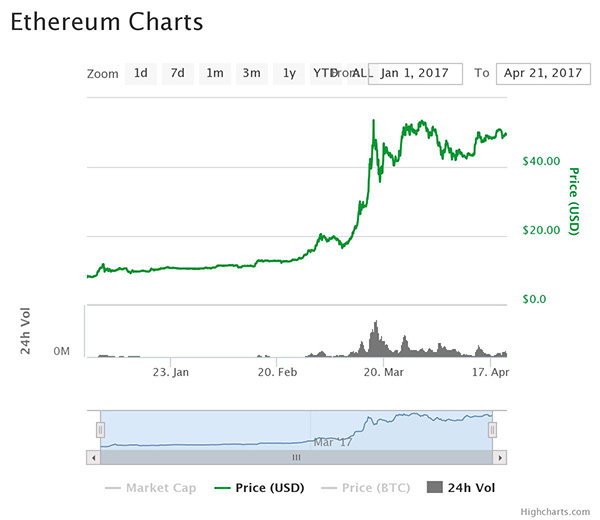 Ethereum Charts
Zoom 1d 7d 1m 3m 1y YTD ALL From Jan 1, 2017 To Apr 21, 2017
$40.00
$20.00
$0.0
Price (USD)
24h Vol
0M
23. Jan 20. Feb 20. Mar 17. Apr
Mar '17
Market Cap Price (USD) Price (BTC) 24h Vol
Highcharts.com